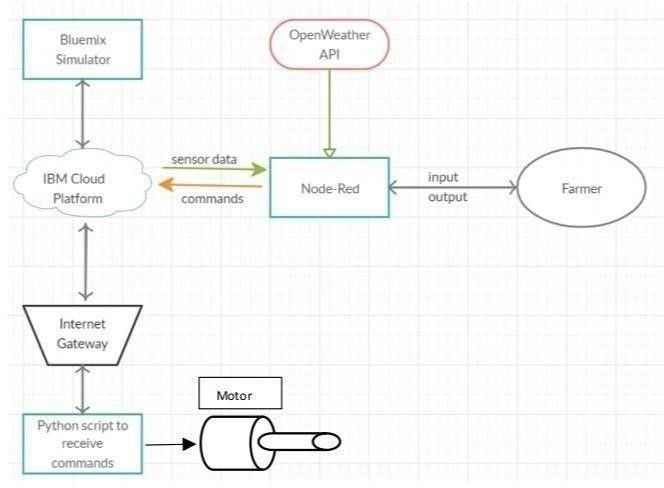 Bluemix
Simulator
OpenWeather
API
IBM Cloud
Platform
sensor data
commands
Node-Red
input
output
Farmer
Internet
Gateway
Motor
Python script to
receive
commands